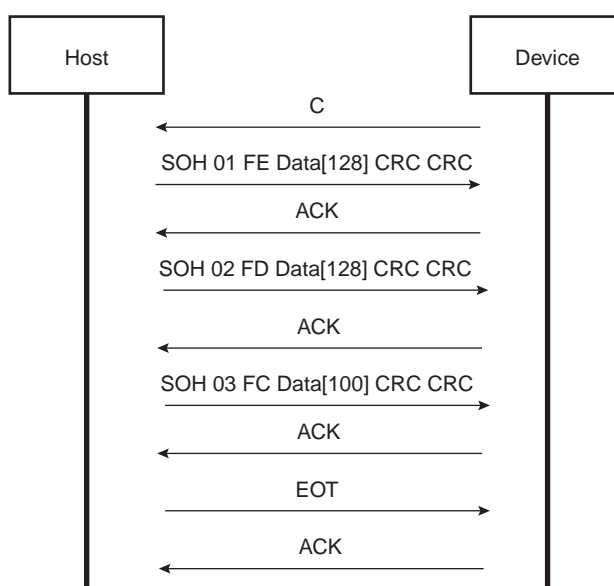 Host
Device
C
SOH 01 FE Data[128] CRC CRC
ACK
SOH 02 FD Data[128] CRC CRC
ACK
SOH 03 FC Data[100] CRC CRC
ACK
EOT
ACK